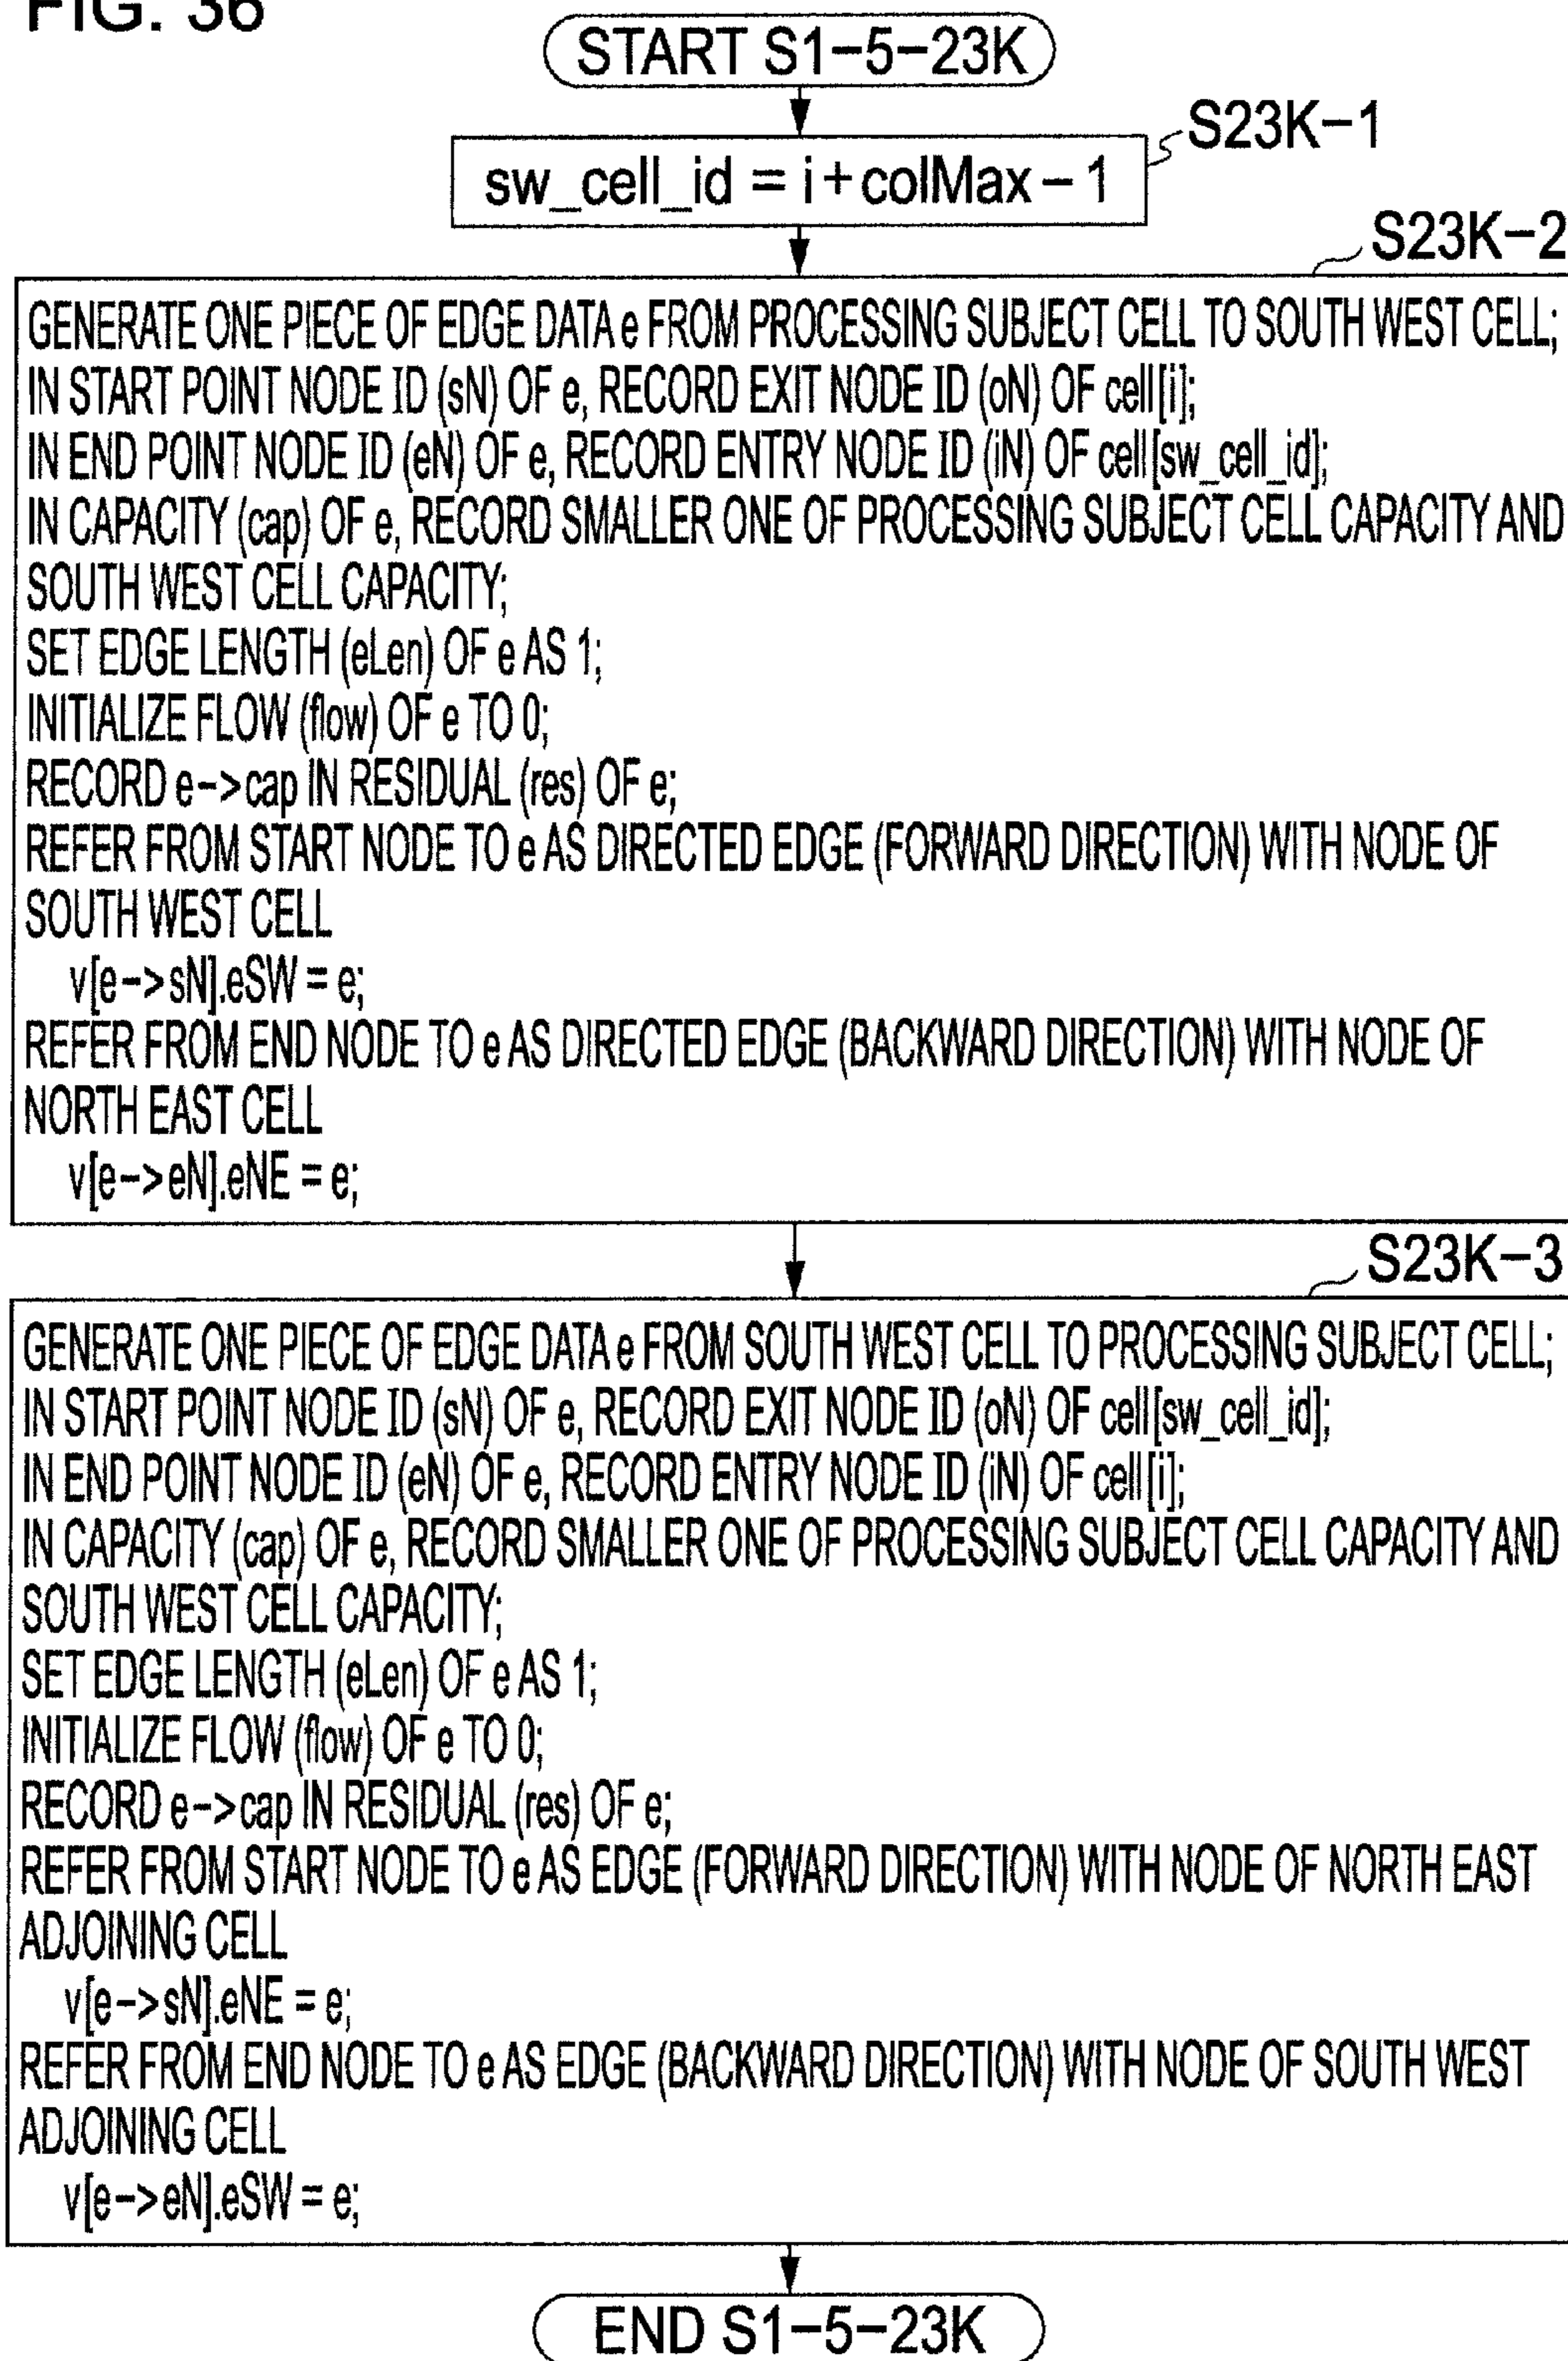 FIG. 36
START S1-5-23K
S23K-1
sw_cell_id = i + colMax - 1
S23K-2
GENERATE ONE PIECE OF EDGE DATA e FROM PROCESSING SUBJECT CELL TO SOUTH WEST CELL;
IN START POINT NODE ID (sN) OF e, RECORD EXIT NODE ID (oN) OF cell[i];
IN END POINT NODE ID (eN) OF e, RECORD ENTRY NODE ID (iN) OF cell[sw_cell_id];
IN CAPACITY (cap) OF e, RECORD SMALLER ONE OF PROCESSING SUBJECT CELL CAPACITY AND
SOUTH WEST CELL CAPACITY;
SET EDGE LENGTH (eLen) OF e AS 1;
INITIALIZE FLOW (flow) OF e TO 0;
RECORD e->cap IN RESIDUAL (res) OF e;
REFER FROM START NODE TO e AS DIRECTED EDGE (FORWARD DIRECTION) WITH NODE OF
SOUTH WEST CELL
v[e->sN].eSW = e;
REFER FROM END NODE TO e AS DIRECTED EDGE (BACKWARD DIRECTION) WITH NODE OF
NORTH EAST CELL
v[e->eN].eNE = e;
S23K-3
GENERATE ONE PIECE OF EDGE DATA e FROM SOUTH WEST CELL TO PROCESSING SUBJECT CELL;
IN START POINT NODE ID (sN) OF e, RECORD EXIT NODE ID (oN) OF cell[sw_cell_id];
IN END POINT NODE ID (eN) OF e, RECORD ENTRY NODE ID (iN) OF cell[i];
IN CAPACITY (cap) OF e, RECORD SMALLER ONE OF PROCESSING SUBJECT CELL CAPACITY AND
SOUTH WEST CELL CAPACITY;
SET EDGE LENGTH (eLen) OF e AS 1;
INITIALIZE FLOW (flow) OF e TO 0;
RECORD e->cap IN RESIDUAL (res) OF e;
REFER FROM START NODE TO e AS EDGE (FORWARD DIRECTION) WITH NODE OF NORTH EAST
ADJOINING CELL
v[e->sN].eNE = e;
REFER FROM END NODE TO e AS EDGE (BACKWARD DIRECTION) WITH NODE OF SOUTH WEST
ADJOINING CELL
v[e->eN].eSW = e;
END S1-5-23K